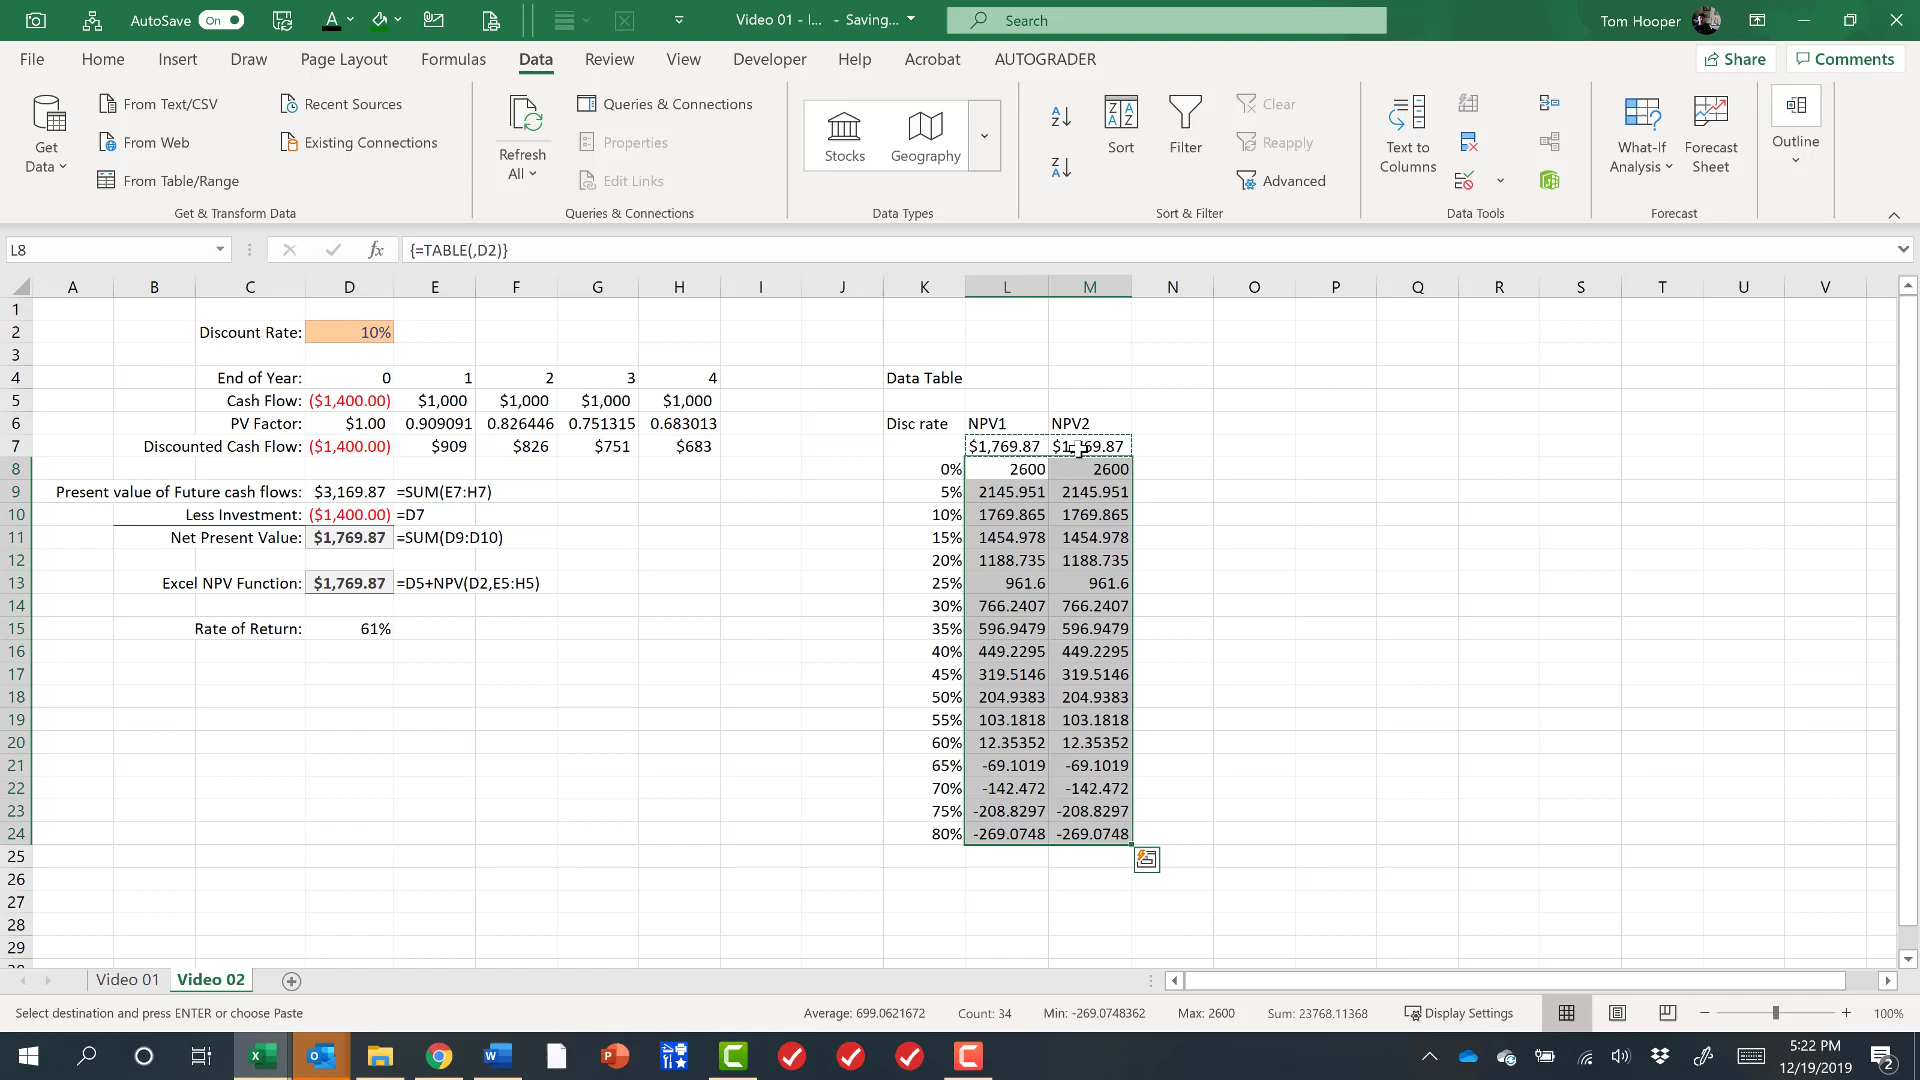 AutoSave On Video 01 - I... - Saving... Search Tom Hooper
File Home Insert Draw Page Layout Formulas Data Review View Developer Help Acrobat AUTOGRADER Share Comments
Get Data
From Text/CSV
From Web
From Table/Range
Recent Sources
Existing Connections
Get & Transform Data
Refresh All
Queries & Connections
Properties
Edit Links
Queries & Connections
Stocks Geography
Data Types
Sort
Filter
Clear
Reapply
Advanced
Sort & Filter
Text to Columns
Data Tools
What-If Analysis
Forecast Sheet
Forecast
Outline
L8 fx {=TABLE(,D2)}
A B C D E F G H I J K L M N O P Q R S T U V
1
2 Discount Rate: 10%
3
4 End of Year: 0 1 2 3 4 Data Table
5 Cash Flow: ($1,400.00) $1,000 $1,000 $1,000 $1,000
6 PV Factor: $1.00 0.909091 0.826446 0.751315 0.683013 Disc rate NPV1 NPV2
7 Discounted Cash Flow: ($1,400.00) $909 $826 $751 $683 $1,769.87 $1,769.87
8 0% 2600 2600
9 Present value of Future cash flows: $3,169.87 =SUM(E7:H7) 5% 2145.951 2145.951
10 Less Investment: ($1,400.00) =D7 10% 1769.865 1769.865
11 Net Present Value: $1,769.87 =SUM(D9:D10) 15% 1454.978 1454.978
12 20% 1188.735 1188.735
13 Excel NPV Function: $1,769.87 =D5+NPV(D2,E5:H5) 25% 961.6 961.6
14 30% 766.2407 766.2407
15 Rate of Return: 61% 35% 596.9479 596.9479
16 40% 449.2295 449.2295
17 45% 319.5146 319.5146
18 50% 204.9383 204.9383
19 55% 103.1818 103.1818
20 60% 12.35352 12.35352
21 65% -69.1019 -69.1019
22 70% -142.472 -142.472
23 75% -208.8297 -208.8297
24 80% -269.0748 -269.0748
25
26
27
28
29
Video 01 Video 02
Select destination and press ENTER or choose Paste Average: 699.0621672 Count: 34 Min: -269.0748362 Max: 2600 Sum: 23768.11368 Display Settings 100%
5:22 PM
12/19/2019
2